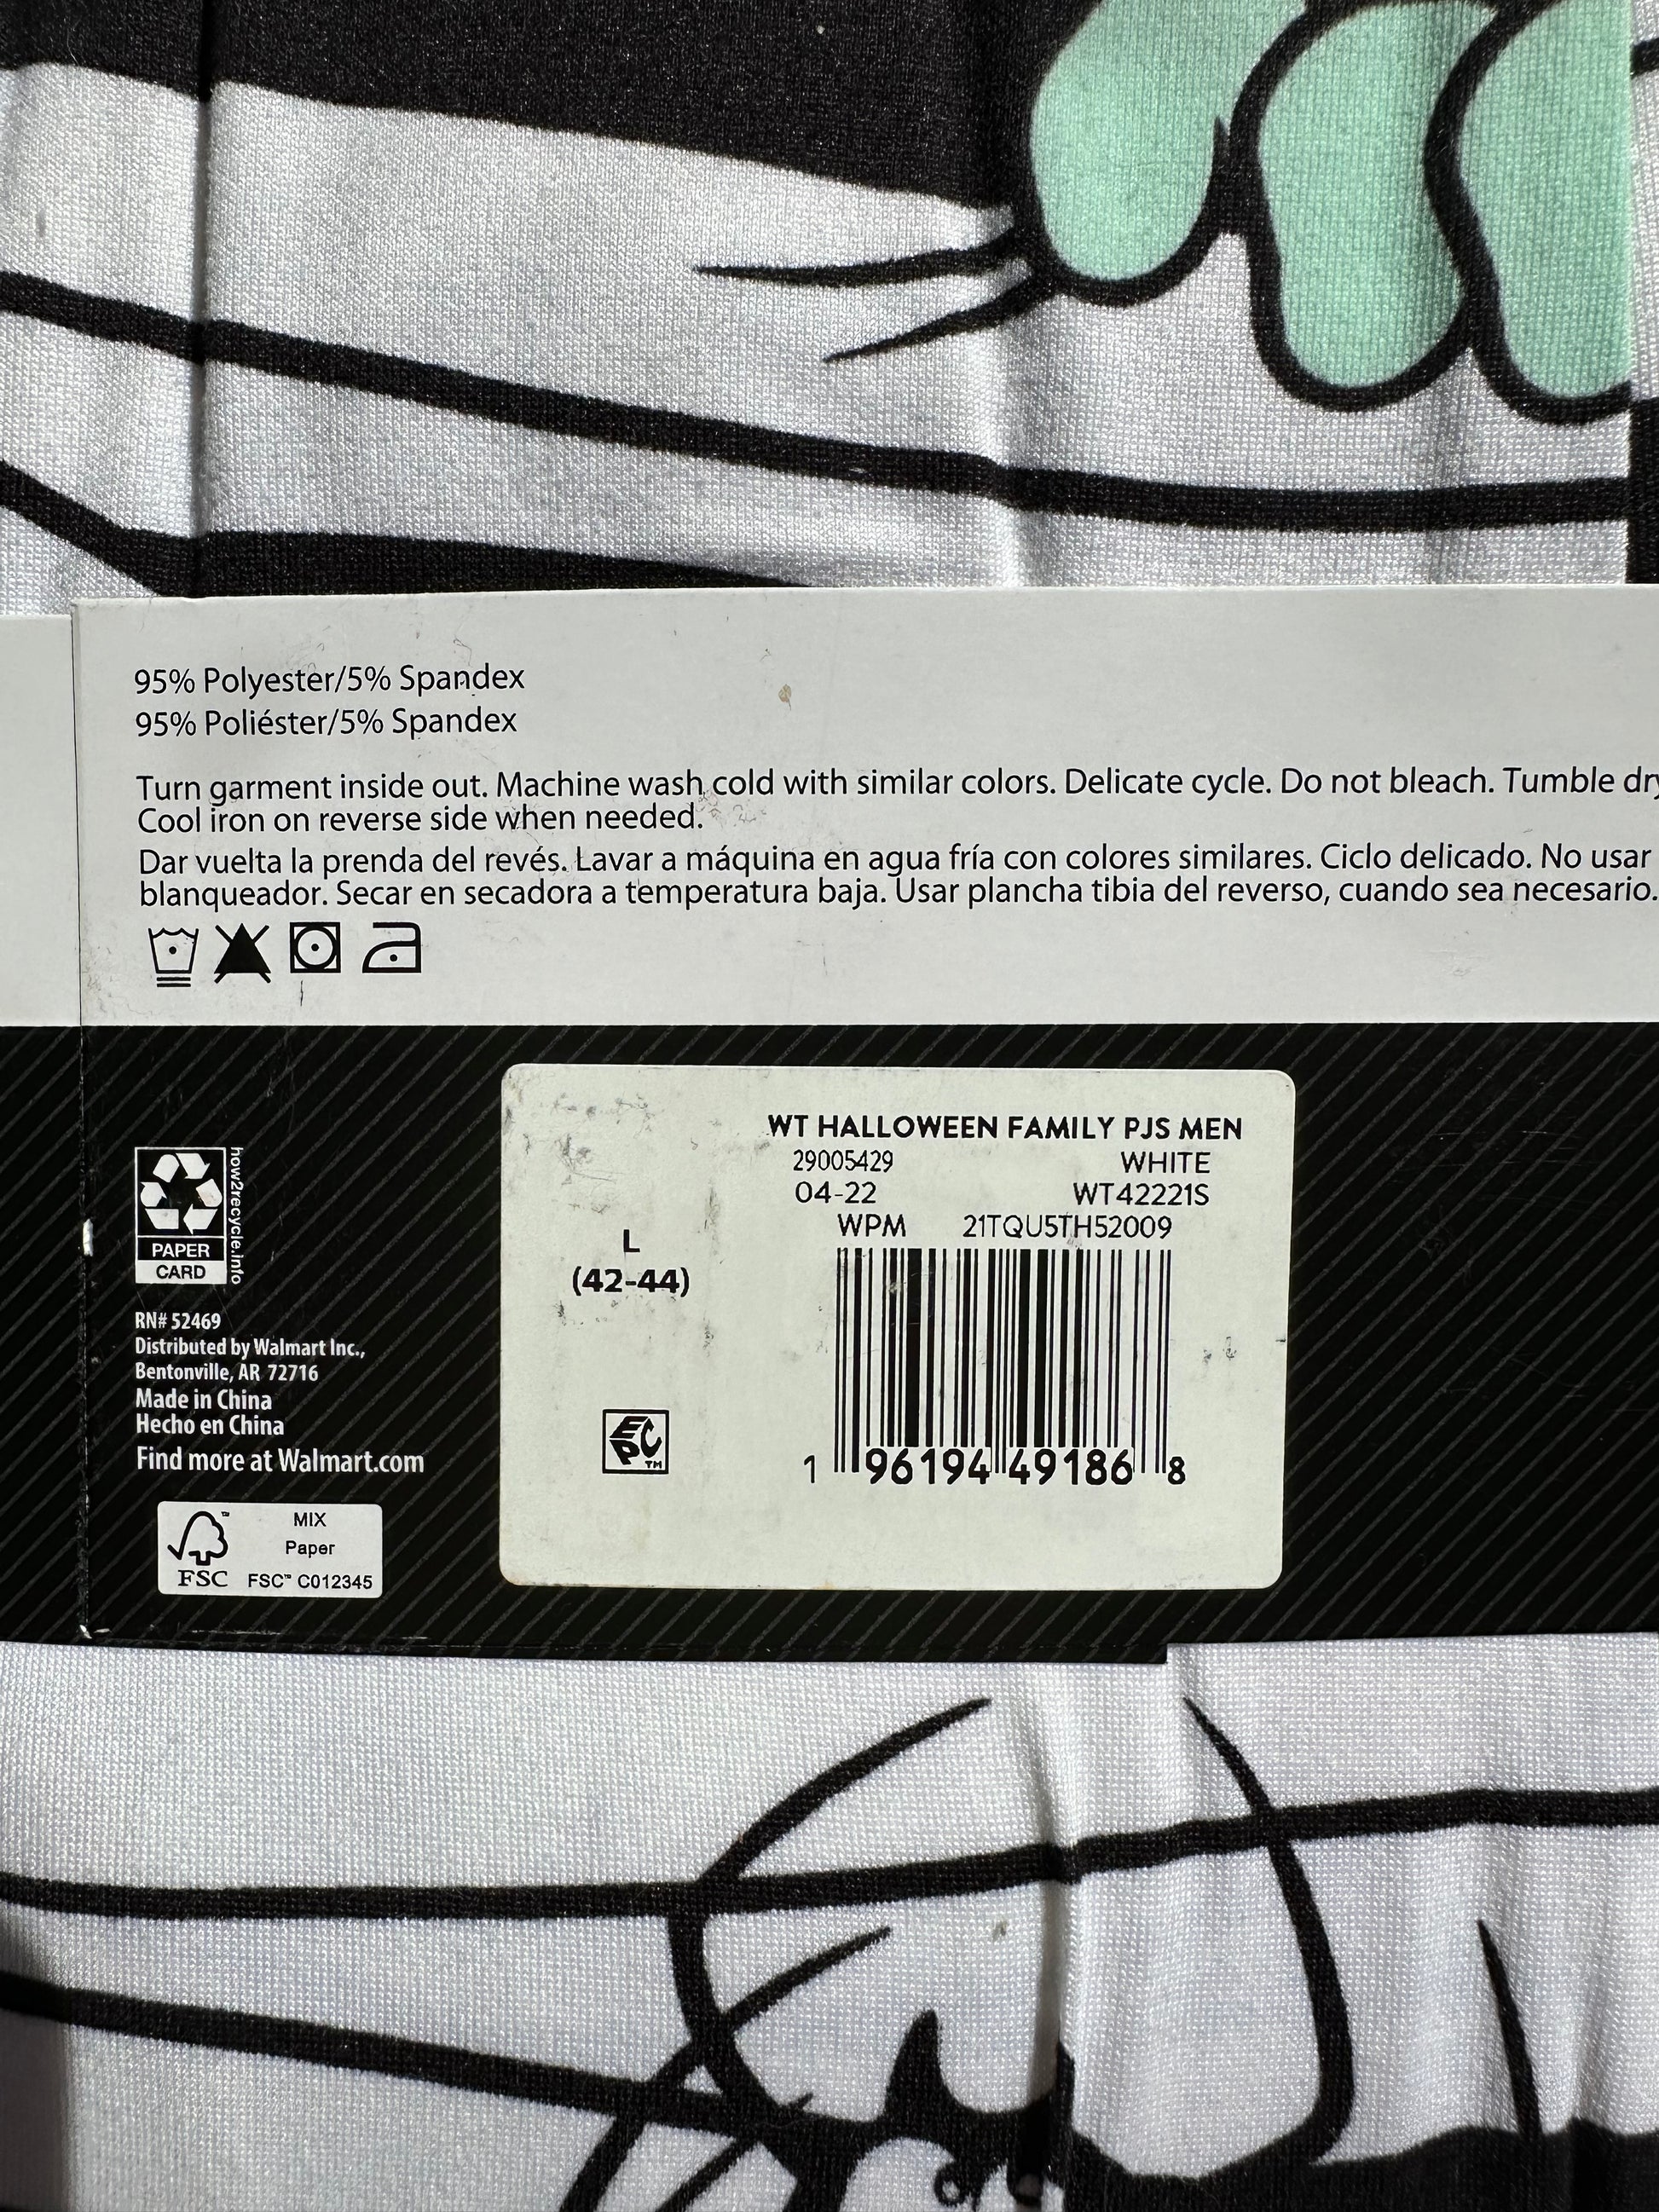 95% Polyester/5% Spandex
95% Poliéster/5% Spandex
Turn garment inside out. Machine wash cold with similar colors. Delicate cycle. Do not bleach. Tumble dry
Cool iron on reverse side when needed.
Dar vuelta la prenda del revés. Lavar a máquina en agua fría con colores similares. Ciclo delicado. No usar
blanqueador. Secar en secadora a temperatura baja. Usar plancha tibia del reverso, cuando sea necesario.
how2recycle.info
PAPER
CARD
RN# 52469
Distributed by Walmart Inc.,
Bentonville, AR 72716
Made in China
Hecho en China
Find more at Walmart.com
FSC™
MIX
Paper
FSC™ C012345
L
(42-44)
EPC™
WT HALLOWEEN FAMILY PJS MEN
29005429 WHITE
04-22 WT42221S
WPM 21TQU5TH52009
1 96194 49186 8